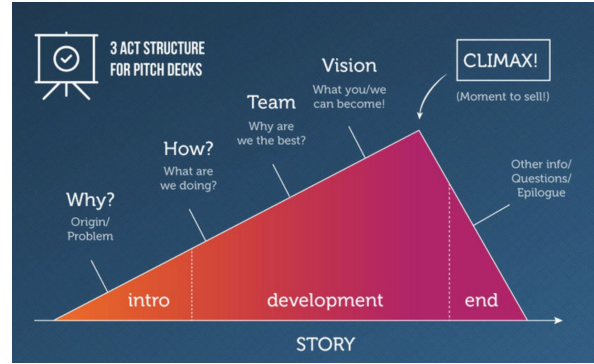 3 ACT STRUCTURE
FOR PITCH DECKS
Why?
Origin/
Problem
How?
What are
we doing?
Team
Why are
we the best?
Vision
What you/we
can become!
CLIMAX!
(Moment to sell!)
Other info/
Questions/
Epilogue
intro
development
end
STORY